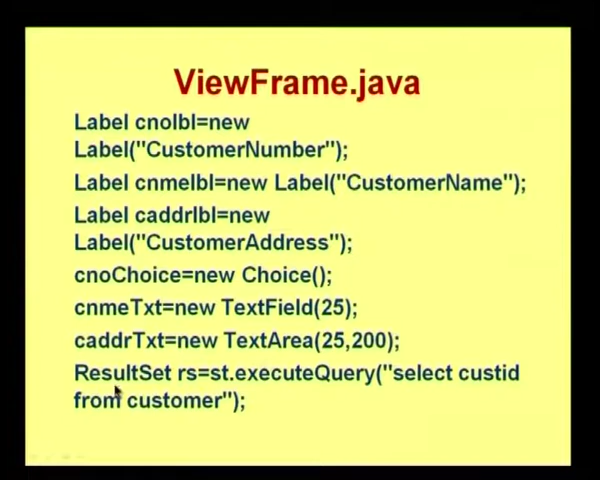 ViewFrame.java
Label cnolbl=new
Label("CustomerNumber");
Label cnmelbl=new Label("CustomerName");
Label caddrlbl=new
Label("CustomerAddress");
cnoChoice=new Choice();
cnmeTxt=new TextField(25);
caddrTxt=new TextArea(25,200);
ResultSet rs=st.executeQuery("select custid
from customer");